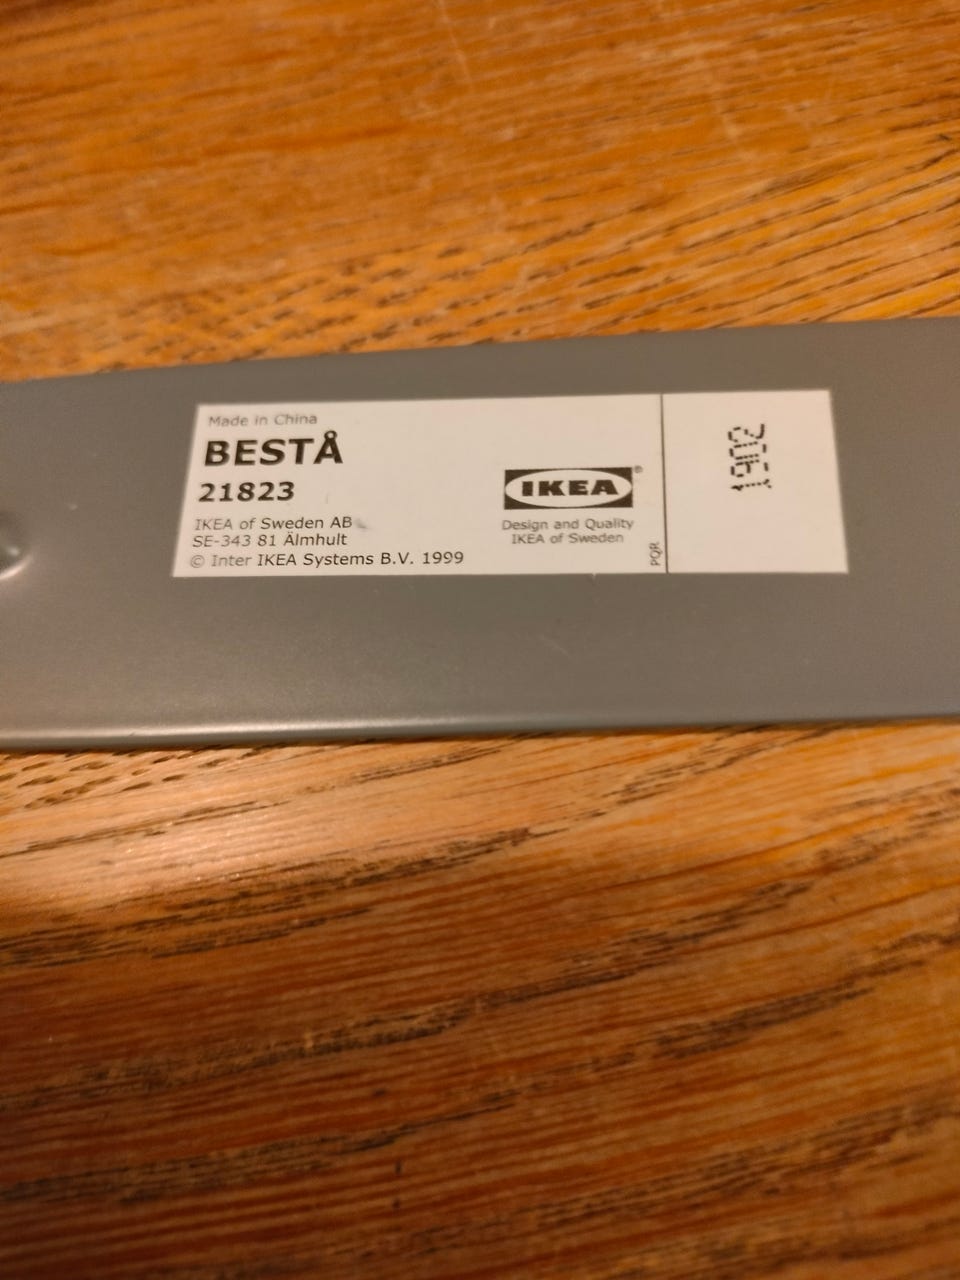 Made in China
BESTÅ
21823
IKEA of Sweden AB
SE-343 81 Älmhult
© Inter IKEA Systems B.V. 1999
IKEA®
Design and Quality
IKEA of Sweden
PQR
1902